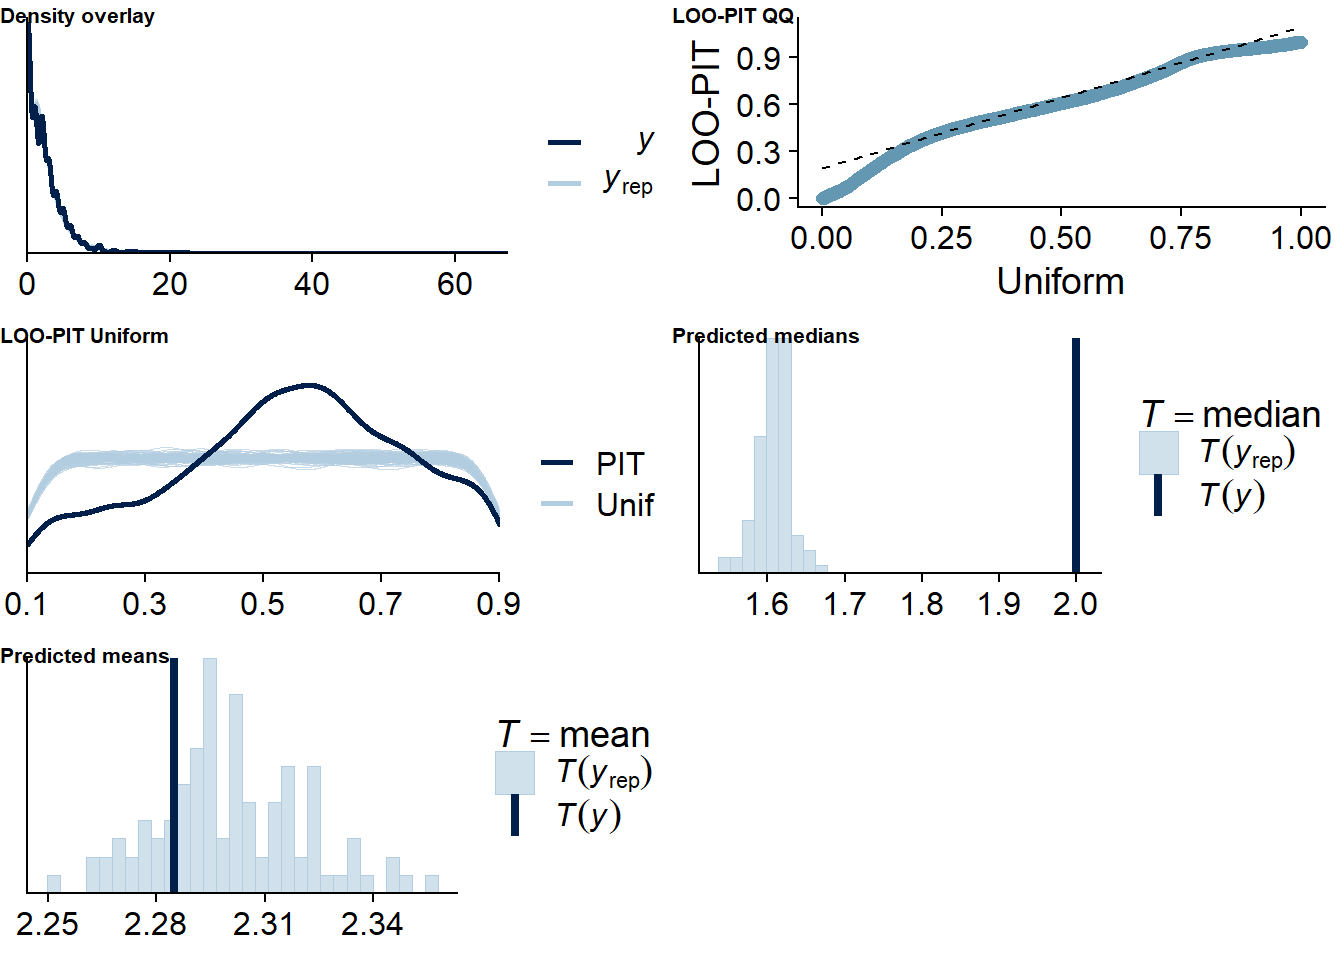 Density overlay
y
y rep
0 20 40 60
LOO-PIT QQ
LOO-PIT
0.9
0.6
0.3
0.0
0.00 0.25 0.50 0.75 1.00
Uniform
LOO-PIT Uniform
PIT
Unif
0.1 0.3 0.5 0.7 0.9
Predicted medians
T = median
T(yrep)
T(y)
1.6 1.7 1.8 1.9 2.0
Predicted means
T = mean
T(yrep)
T(y)
2.25 2.28 2.31 2.34